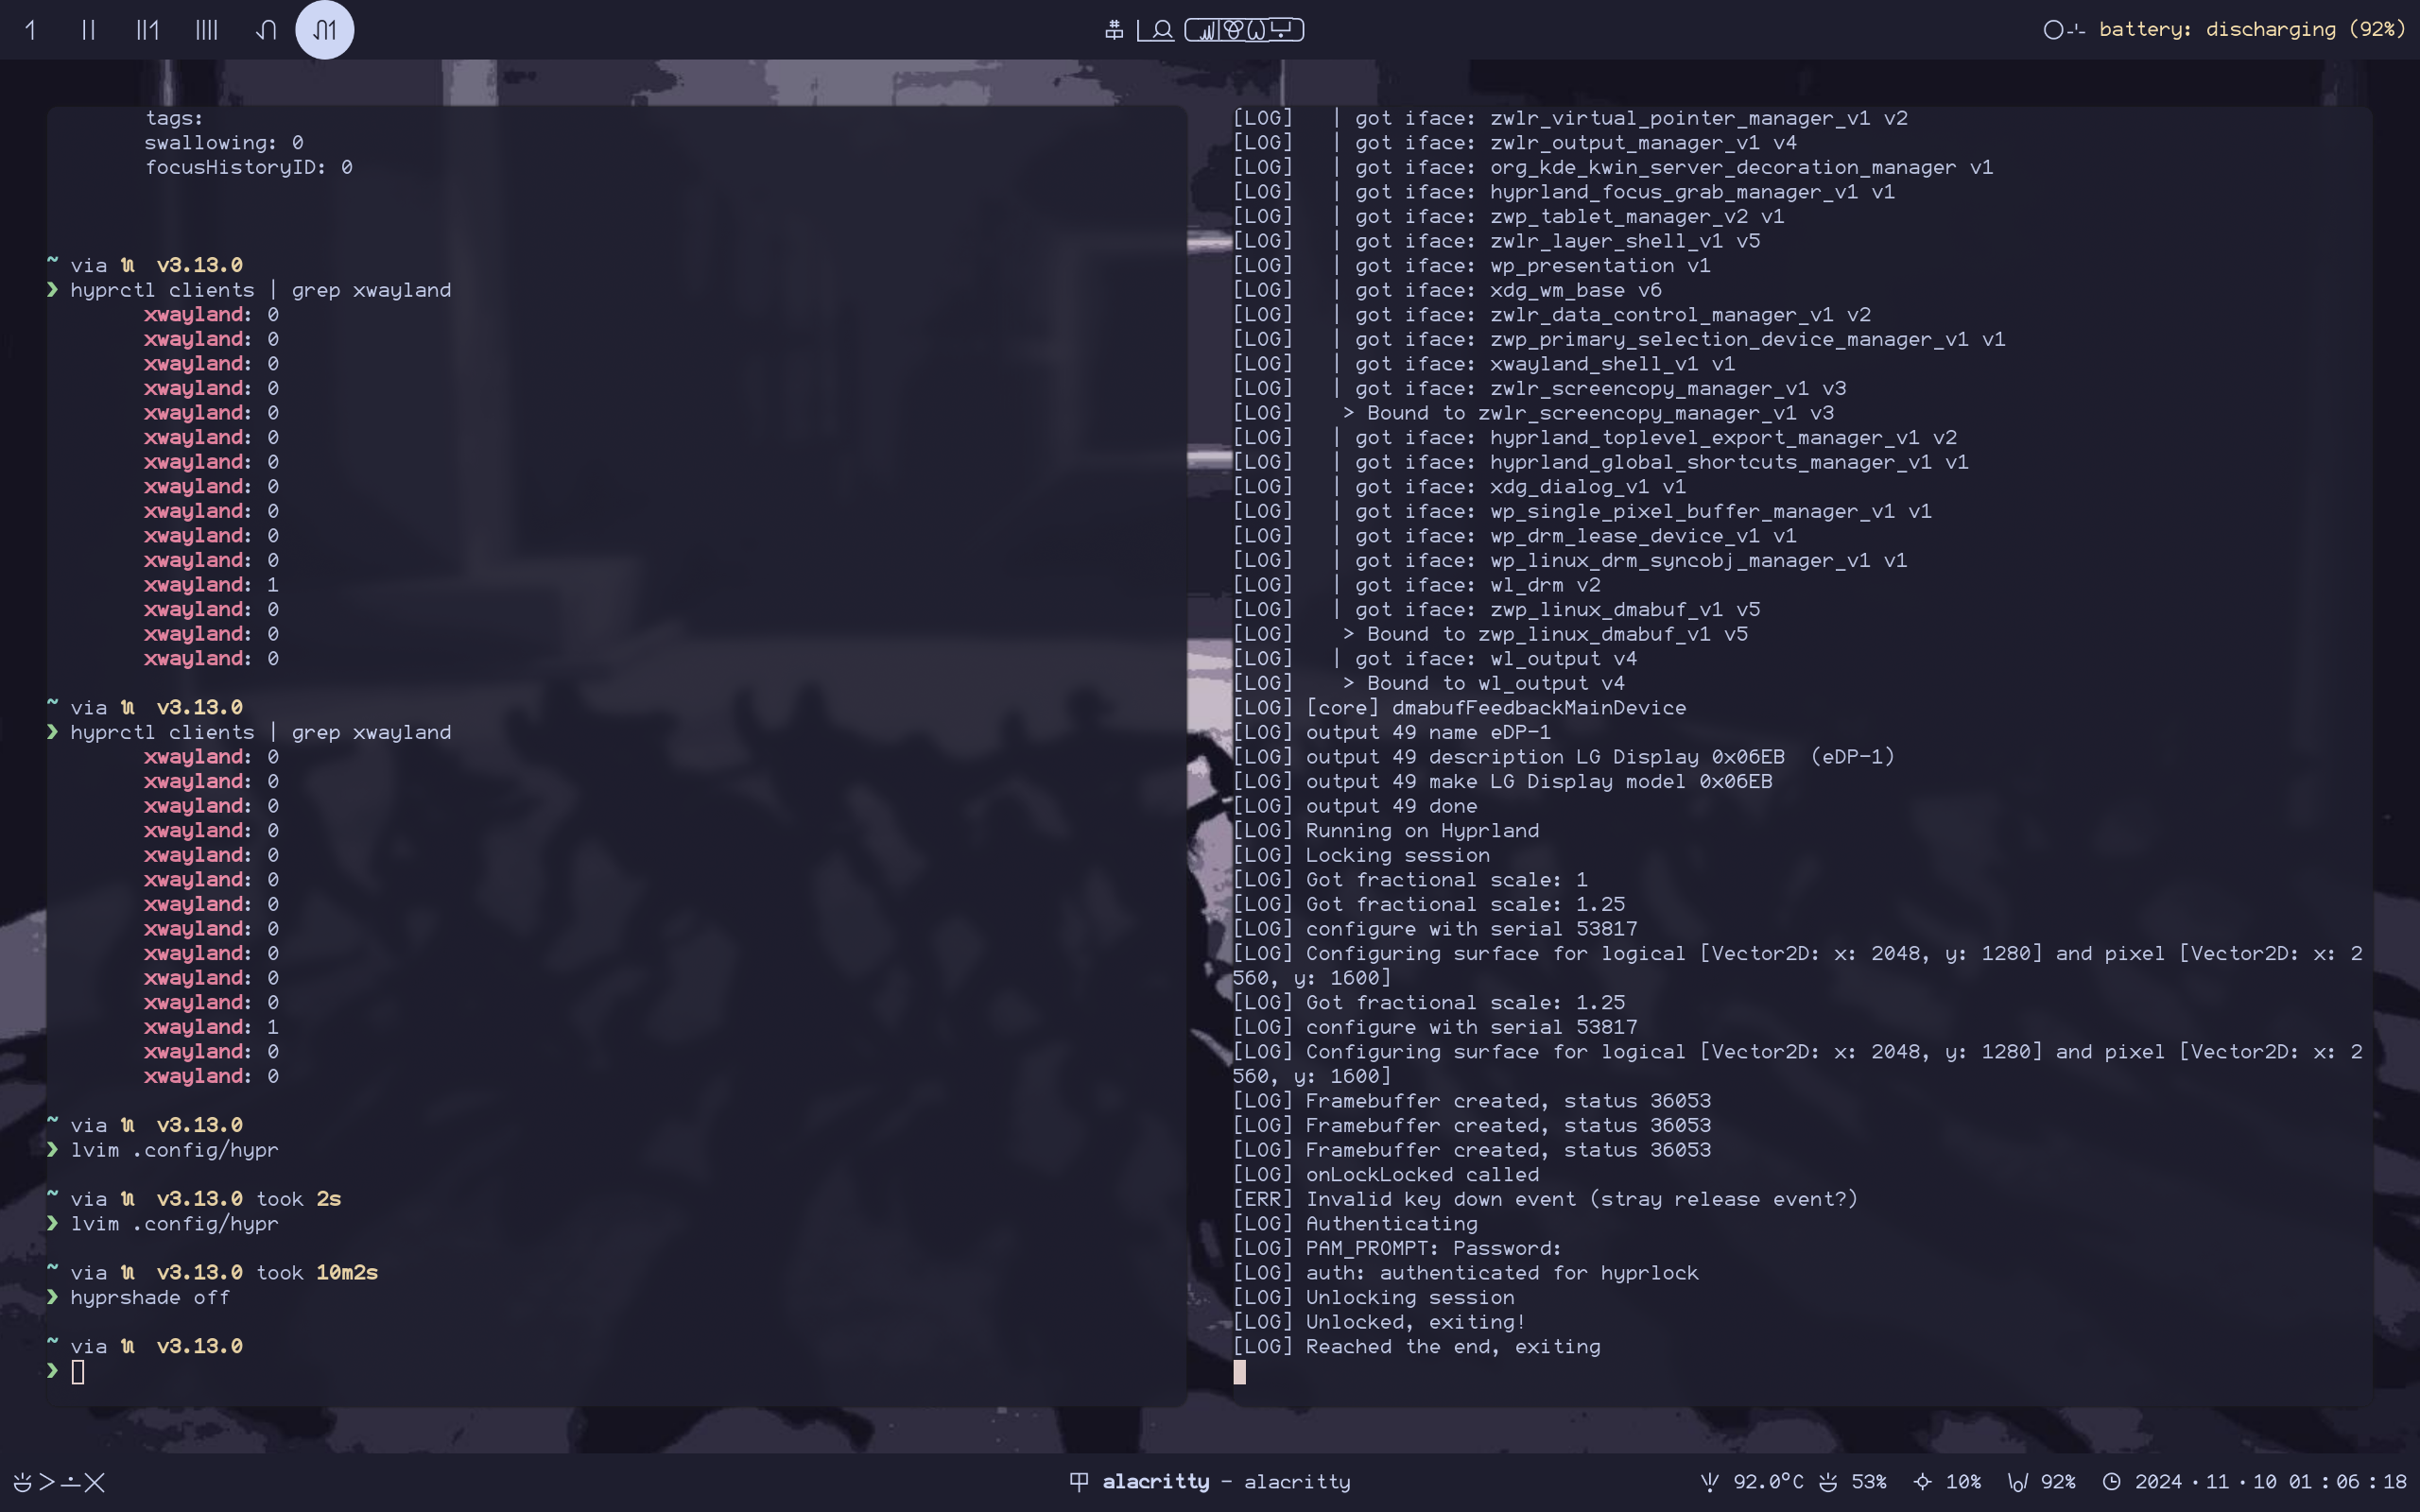 battery: discharging (92%)
tags:
swallowing: 0
focusHistoryID: 0
~ via v3.13.0
❯ hyprctl clients | grep xwayland
xwayland: 0
xwayland: 0
xwayland: 0
xwayland: 0
xwayland: 0
xwayland: 0
xwayland: 0
xwayland: 0
xwayland: 0
xwayland: 0
xwayland: 0
xwayland: 1
xwayland: 0
xwayland: 0
xwayland: 0
~ via v3.13.0
❯ hyprctl clients | grep xwayland
xwayland: 0
xwayland: 0
xwayland: 0
xwayland: 0
xwayland: 0
xwayland: 0
xwayland: 0
xwayland: 0
xwayland: 0
xwayland: 0
xwayland: 0
xwayland: 1
xwayland: 0
xwayland: 0
~ via v3.13.0
❯ lvim .config/hypr
~ via v3.13.0 took 2s
❯ lvim .config/hypr
~ via v3.13.0 took 10m2s
❯ hyprshade off
~ via v3.13.0
❯
[LOG] | got iface: zwlr_virtual_pointer_manager_v1 v2
[LOG] | got iface: zwlr_output_manager_v1 v4
[LOG] | got iface: org_kde_kwin_server_decoration_manager v1
[LOG] | got iface: hyprland_focus_grab_manager_v1 v1
[LOG] | got iface: zwp_tablet_manager_v2 v1
[LOG] | got iface: zwlr_layer_shell_v1 v5
[LOG] | got iface: wp_presentation v1
[LOG] | got iface: xdg_wm_base v6
[LOG] | got iface: zwlr_data_control_manager_v1 v2
[LOG] | got iface: zwp_primary_selection_device_manager_v1 v1
[LOG] | got iface: xwayland_shell_v1 v1
[LOG] | got iface: zwlr_screencopy_manager_v1 v3
[LOG] > Bound to zwlr_screencopy_manager_v1 v3
[LOG] | got iface: hyprland_toplevel_export_manager_v1 v2
[LOG] | got iface: hyprland_global_shortcuts_manager_v1 v1
[LOG] | got iface: xdg_dialog_v1 v1
[LOG] | got iface: wp_single_pixel_buffer_manager_v1 v1
[LOG] | got iface: wp_drm_lease_device_v1 v1
[LOG] | got iface: wp_linux_drm_syncobj_manager_v1 v1
[LOG] | got iface: wl_drm v2
[LOG] | got iface: zwp_linux_dmabuf_v1 v5
[LOG] > Bound to zwp_linux_dmabuf_v1 v5
[LOG] | got iface: wl_output v4
[LOG] > Bound to wl_output v4
[LOG] [core] dmabufFeedbackMainDevice
[LOG] output 49 name eDP-1
[LOG] output 49 description LG Display 0x06EB (eDP-1)
[LOG] output 49 make LG Display model 0x06EB
[LOG] output 49 done
[LOG] Running on Hyprland
[LOG] Locking session
[LOG] Got fractional scale: 1
[LOG] Got fractional scale: 1.25
[LOG] configure with serial 53817
[LOG] Configuring surface for logical [Vector2D: x: 2048, y: 1280] and pixel [Vector2D: x: 2
560, y: 1600]
[LOG] Got fractional scale: 1.25
[LOG] configure with serial 53817
[LOG] Configuring surface for logical [Vector2D: x: 2048, y: 1280] and pixel [Vector2D: x: 2
560, y: 1600]
[LOG] Framebuffer created, status 36053
[LOG] Framebuffer created, status 36053
[LOG] Framebuffer created, status 36053
[LOG] onLockLocked called
[ERR] Invalid key down event (stray release event?)
[LOG] Authenticating
[LOG] PAM_PROMPT: Password:
[LOG] auth: authenticated for hyprlock
[LOG] Unlocking session
[LOG] Unlocked, exiting!
[LOG] Reached the end, exiting
alacritty - alacritty
92.0°C 53% 10% 92% 2024·11·10 01:06:18